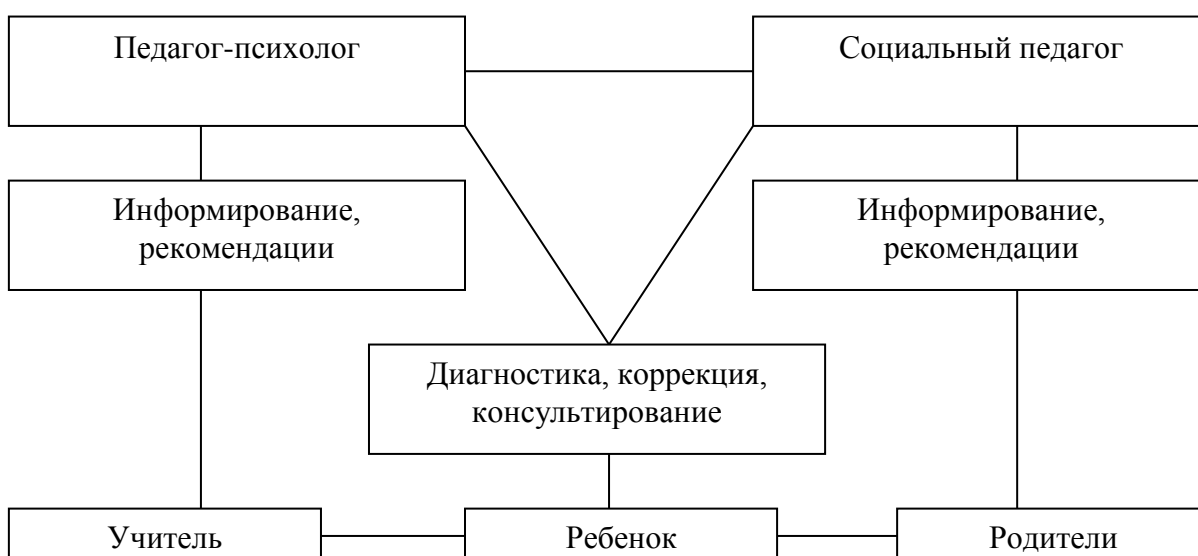 Педагог-психолог
Социальный педагог
Информирование,
рекомендации
Информирование,
рекомендации
Диагностика, коррекция,
консультирование
Учитель
Ребенок
Родители